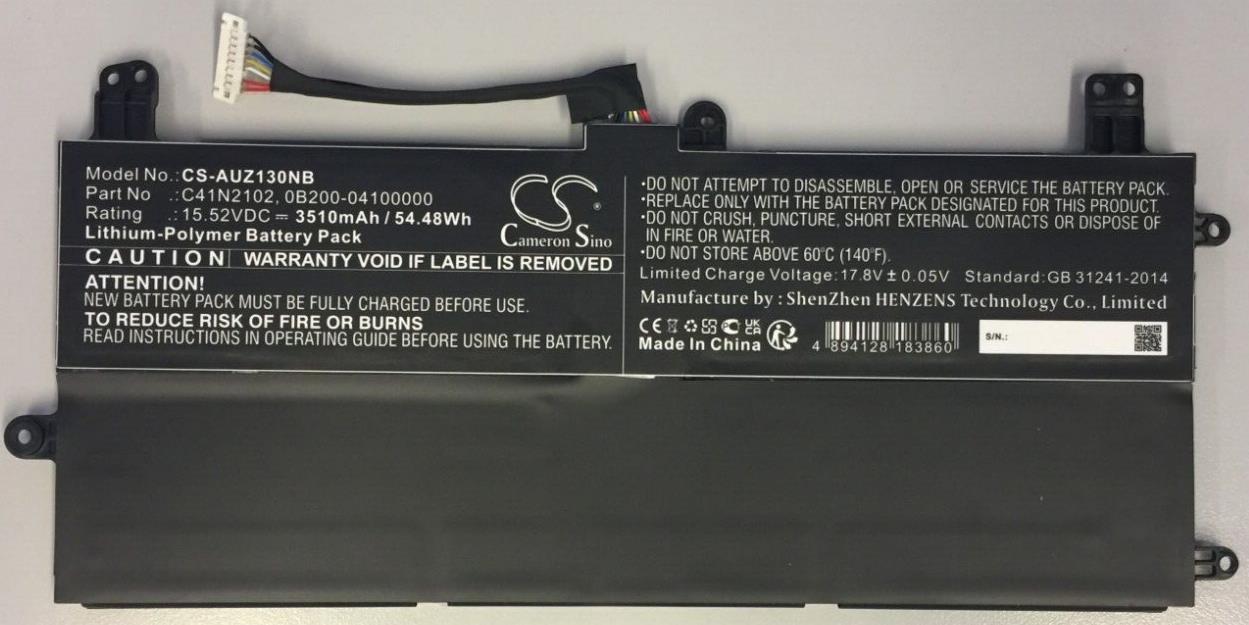 Model No.:CS-AUZ130NB
Part No .:C41N2102, 0B200-04100000
Rating .:15.52VDC ⎓ 3510mAh / 54.48Wh
Lithium-Polymer Battery Pack
CS ®
Cameron Sino
CAUTION WARRANTY VOID IF LABEL IS REMOVED
ATTENTION!
NEW BATTERY PACK MUST BE FULLY CHARGED BEFORE USE.
TO REDUCE RISK OF FIRE OR BURNS
READ INSTRUCTIONS IN OPERATING GUIDE BEFORE USING THE BATTERY.
•DO NOT ATTEMPT TO DISASSEMBLE, OPEN OR SERVICE THE BATTERY PACK.
•REPLACE ONLY WITH THE BATTERY PACK DESIGNATED FOR THIS PRODUCT.
•DO NOT CRUSH, PUNCTURE, SHORT EXTERNAL CONTACTS OR DISPOSE OF
IN FIRE OR WATER.
•DO NOT STORE ABOVE 60°C (140°F).
Limited Charge Voltage:17.8V ± 0.05V Standard:GB 31241-2014
Manufacture by : ShenZhen HENZENS Technology Co., Limited
CE UK CA
Made In China
4 894128 183860
S/N.: